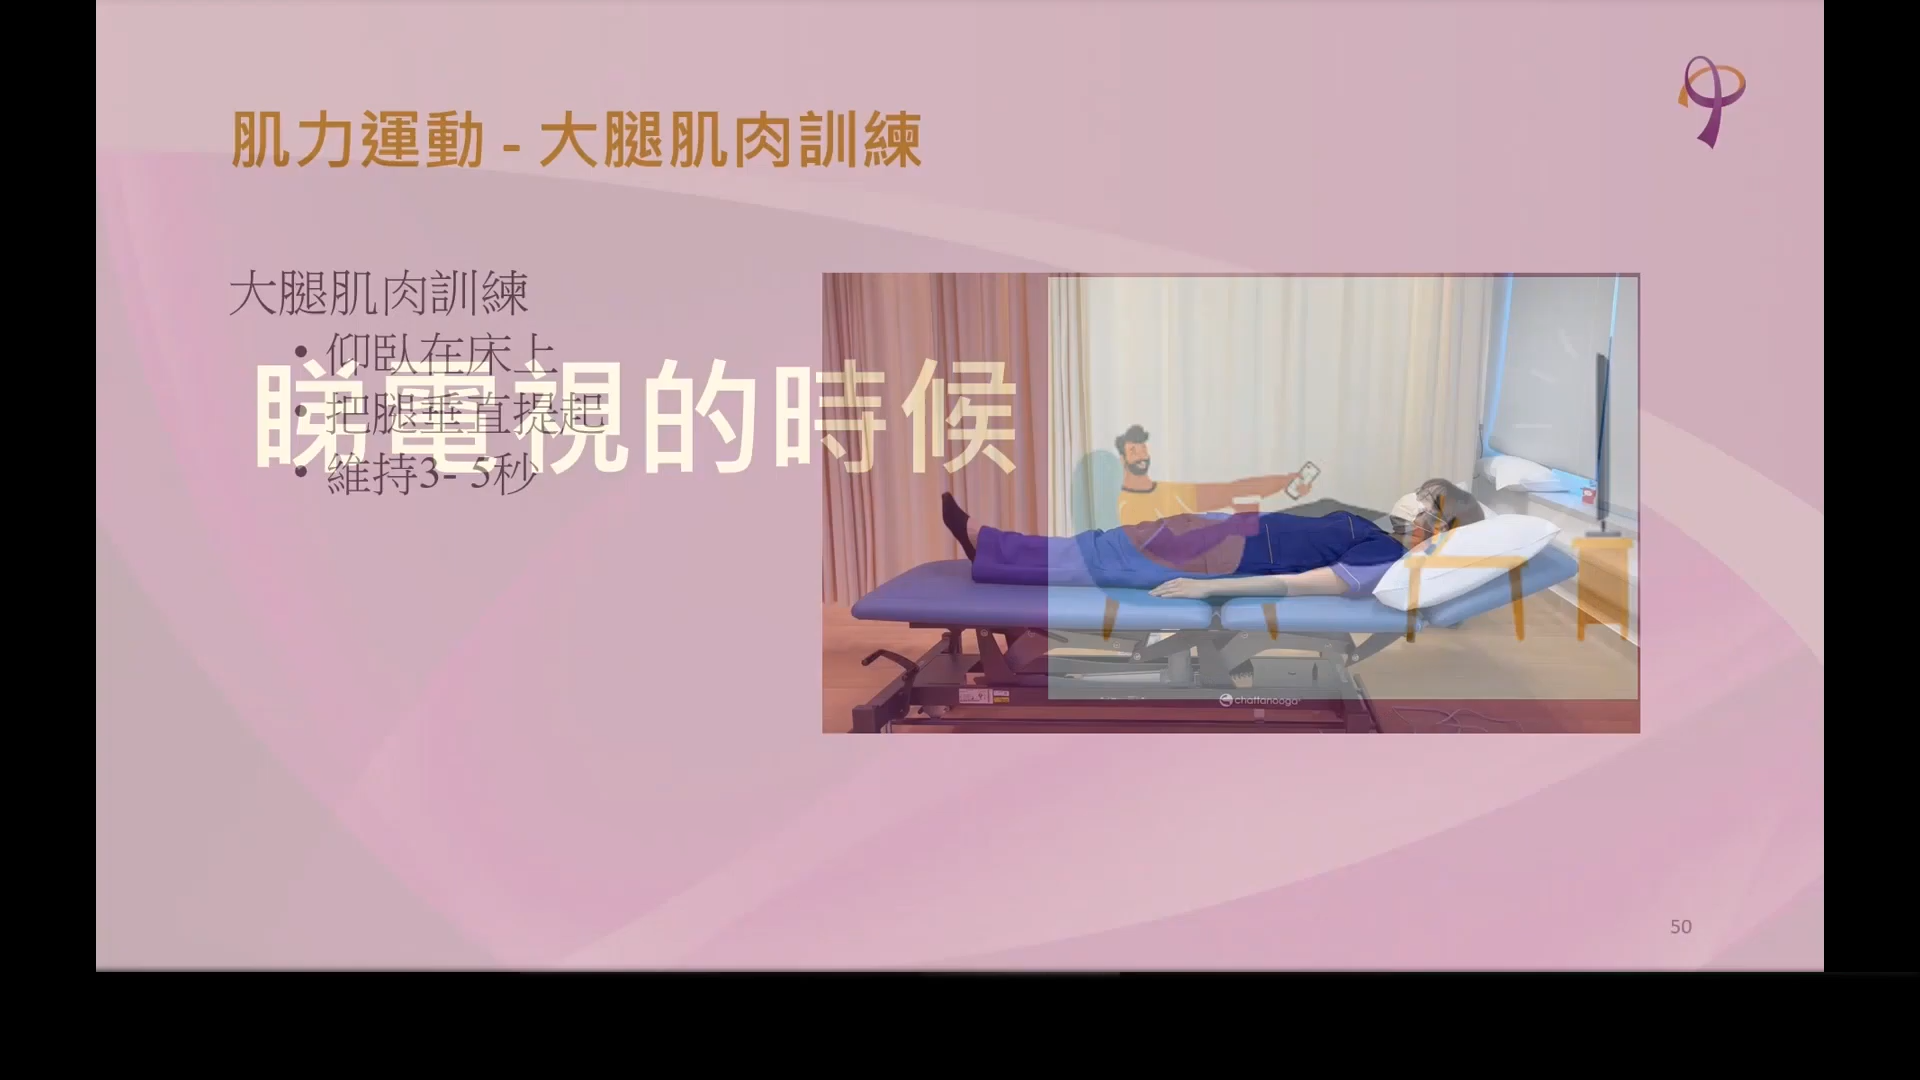 肌力運動 - 大腿肌肉訓練
大腿肌肉訓練
• 仰臥在床上
• 把腿垂直提起
• 維持3- 5秒
睇電視的時候
chattanooga
50